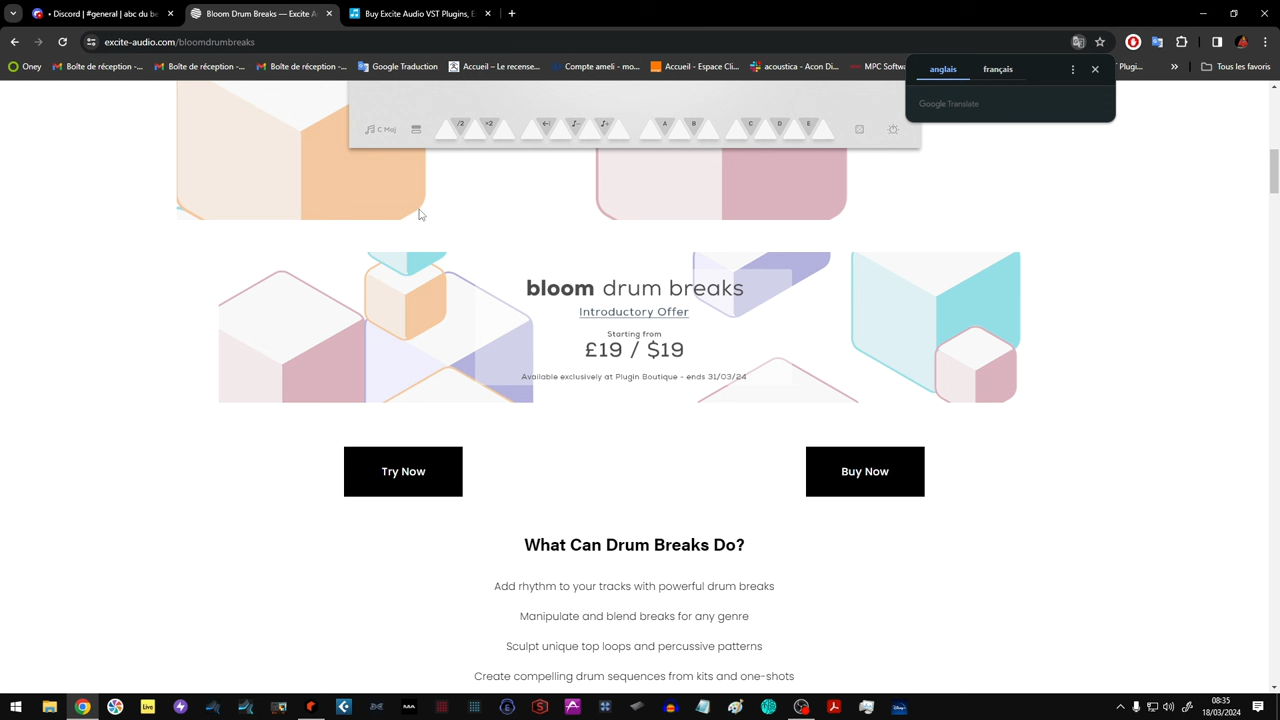 • Discord | #general | abc du be
Bloom Drum Breaks — Excite A
Buy Excite Audio VST Plugins, E
excite-audio.com/bloomdrumbreaks
Oney
Boîte de réception -...
Boîte de réception -...
Boîte de réception -...
Google Traduction
Accueil – Le recense...
Compte ameli - mo...
Accueil - Espace Cli...
acoustica - Acon Di...
MPC Software
Plugi...
Tous les favoris
anglais
français
Google Translate
C Maj
/2
×2
A
B
C
D
E
bloom drum breaks
Introductory Offer
Starting from
£19 / $19
Available exclusively at Plugin Boutique - ends 31/03/24
Try Now
Buy Now
What Can Drum Breaks Do?
Add rhythm to your tracks with powerful drum breaks
Manipulate and blend breaks for any genre
Sculpt unique top loops and percussive patterns
Create compelling drum sequences from kits and one-shots
Live
08:35
18/03/2024